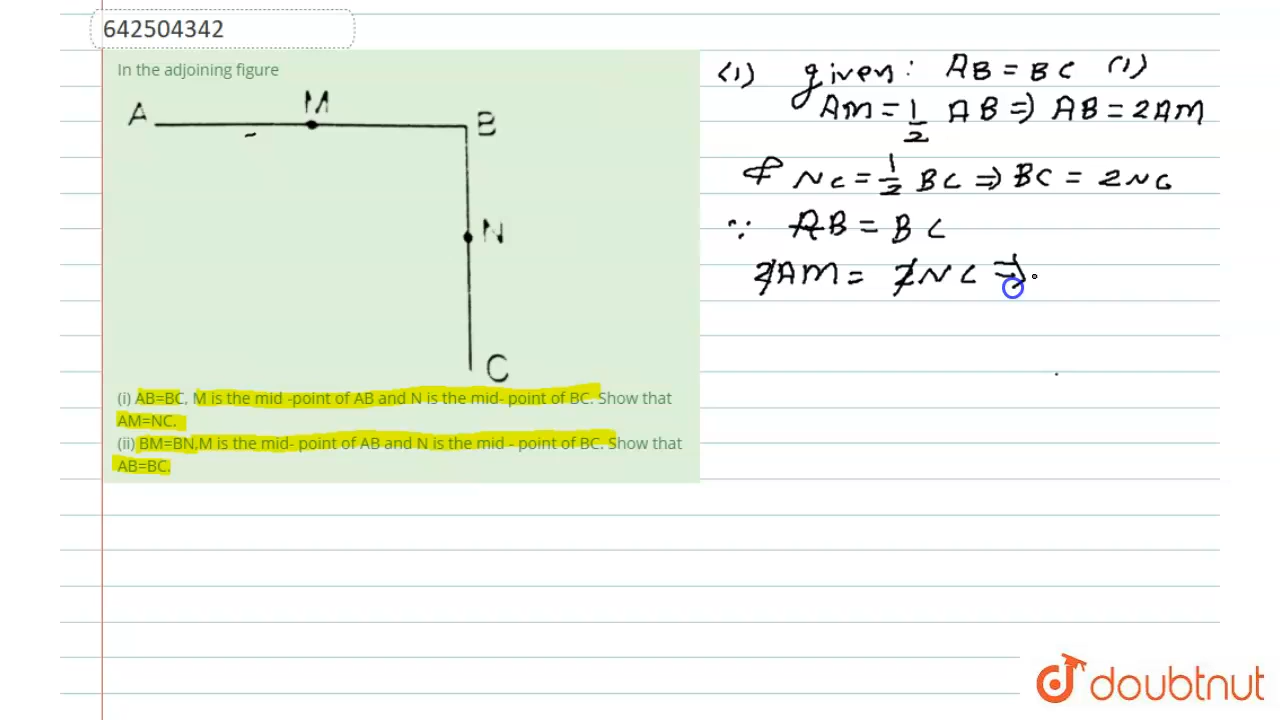 642504342
In the adjoining figure
A
M
B
N
C
(i) AB=BC, M is the mid -point of AB and N is the mid- point of BC. Show that
AM=NC.
(ii) BM=BN,M is the mid- point of AB and N is the mid - point of BC. Show that
AB=BC.
(1) given: AB = BC (1)
AM = 1/2 AB ⇒ AB = 2AM
& NC = 1/2 BC ⇒ BC = 2NC
∵ AB = BC
2AM = 2NC ⇒
doubtnut